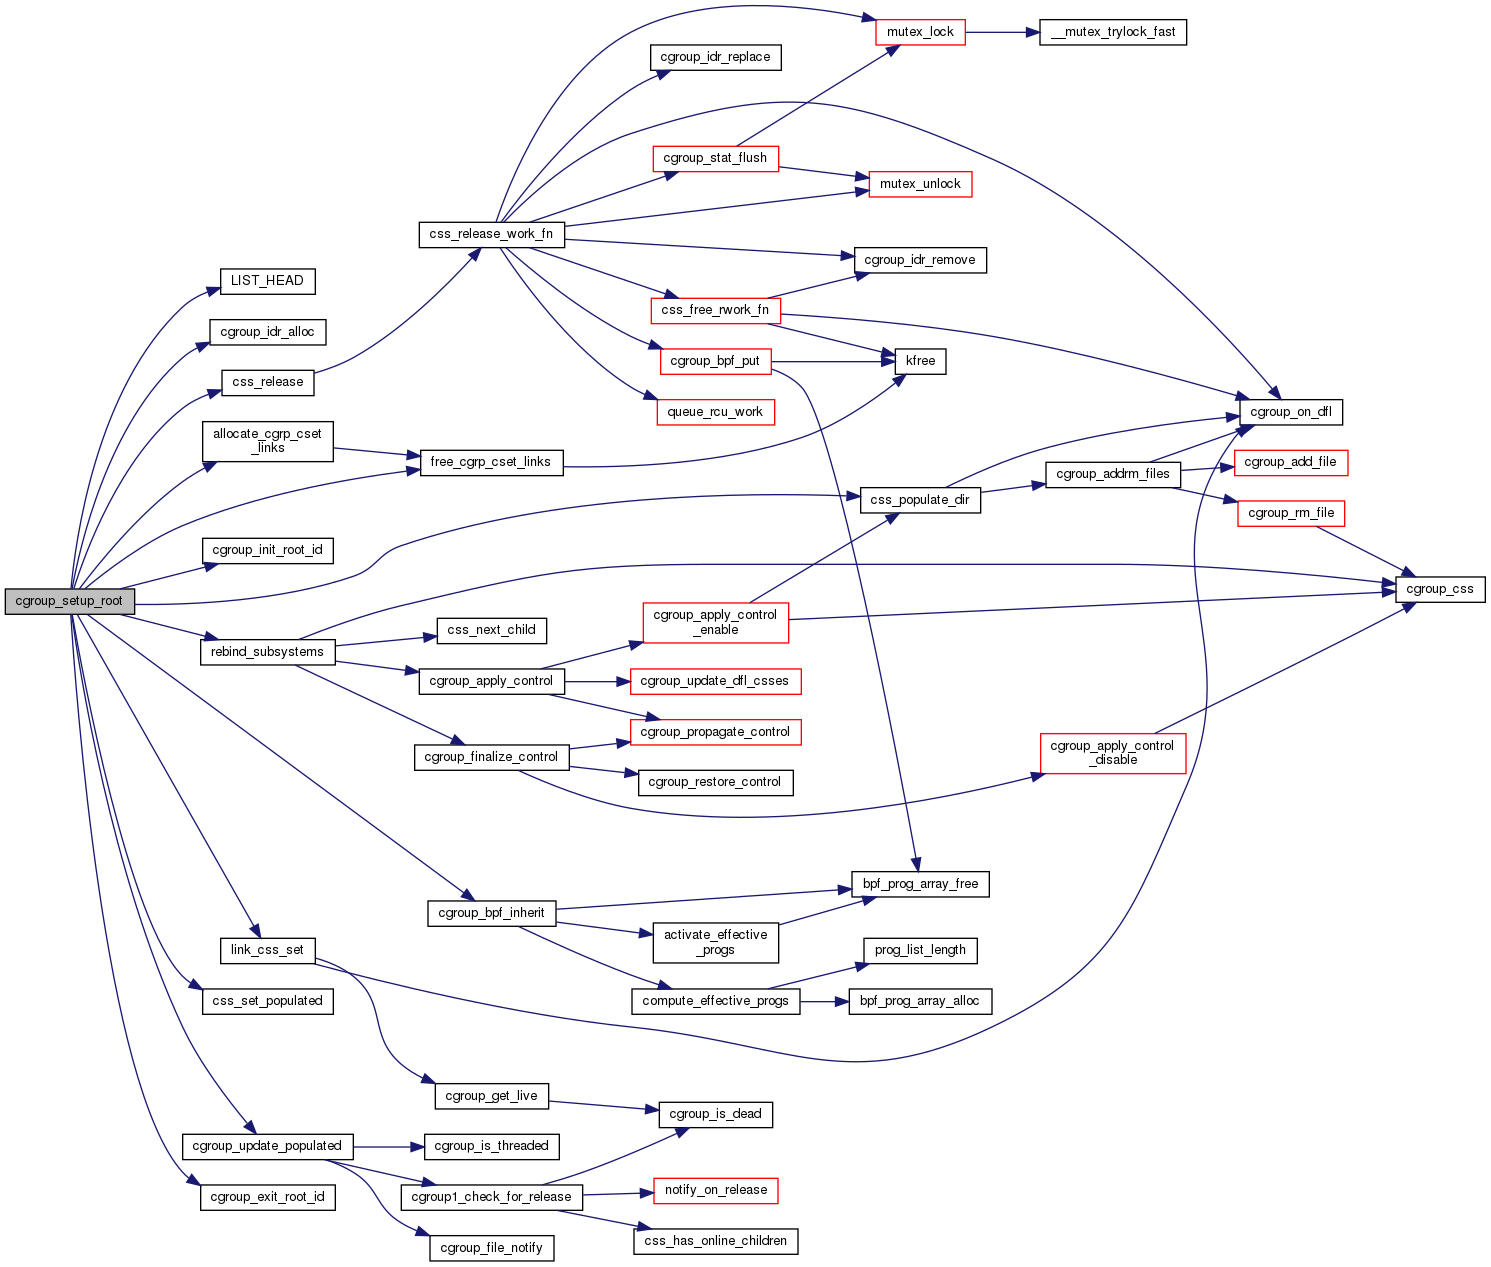 mutex_lock
__mutex_trylock_fast
cgroup_idr_replace
cgroup_stat_flush
mutex_unlock
css_release_work_fn
cgroup_idr_remove
LIST_HEAD
css_free_rwork_fn
cgroup_idr_alloc
cgroup_bpf_put
kfree
css_release
queue_rcu_work
cgroup_on_dfl
allocate_cgrp_cset
_links
free_cgrp_cset_links
cgroup_add_file
cgroup_addrm_files
css_populate_dir
cgroup_rm_file
cgroup_init_root_id
cgroup_css
cgroup_setup_root
cgroup_apply_control
_enable
css_next_child
rebind_subsystems
cgroup_apply_control
cgroup_update_dfl_csses
cgroup_propagate_control
cgroup_finalize_control
cgroup_apply_control
_disable
cgroup_restore_control
bpf_prog_array_free
cgroup_bpf_inherit
activate_effective
_progs
link_css_set
prog_list_length
css_set_populated
compute_effective_progs
bpf_prog_array_alloc
cgroup_get_live
cgroup_is_dead
cgroup_update_populated
cgroup_is_threaded
cgroup_exit_root_id
cgroup1_check_for_release
notify_on_release
css_has_online_children
cgroup_file_notify